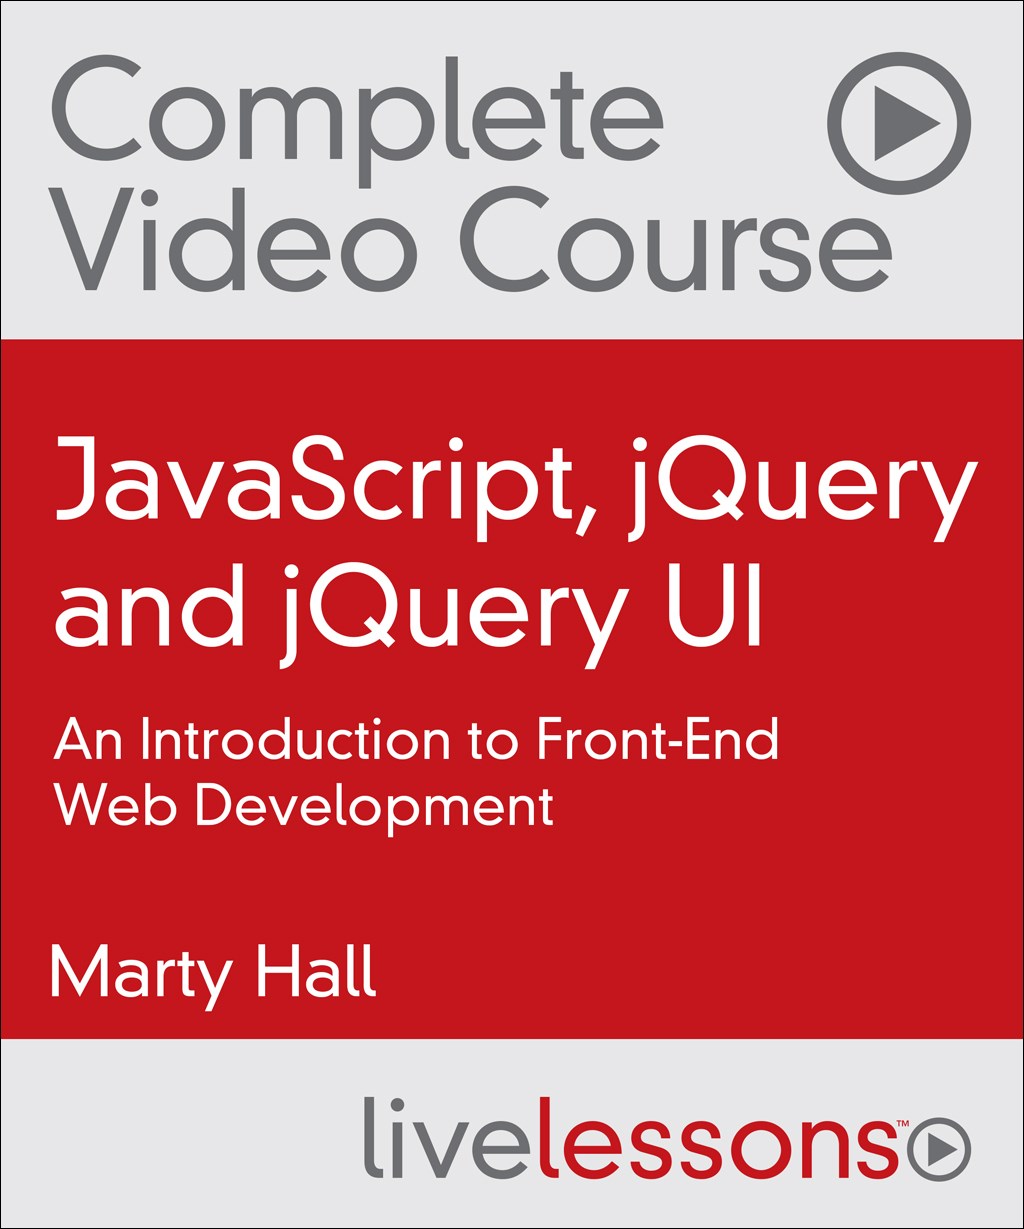 Complete
Video Course
JavaScript, jQuery
and jQuery UI
An Introduction to Front-End
Web Development
Marty Hall
livelessons™